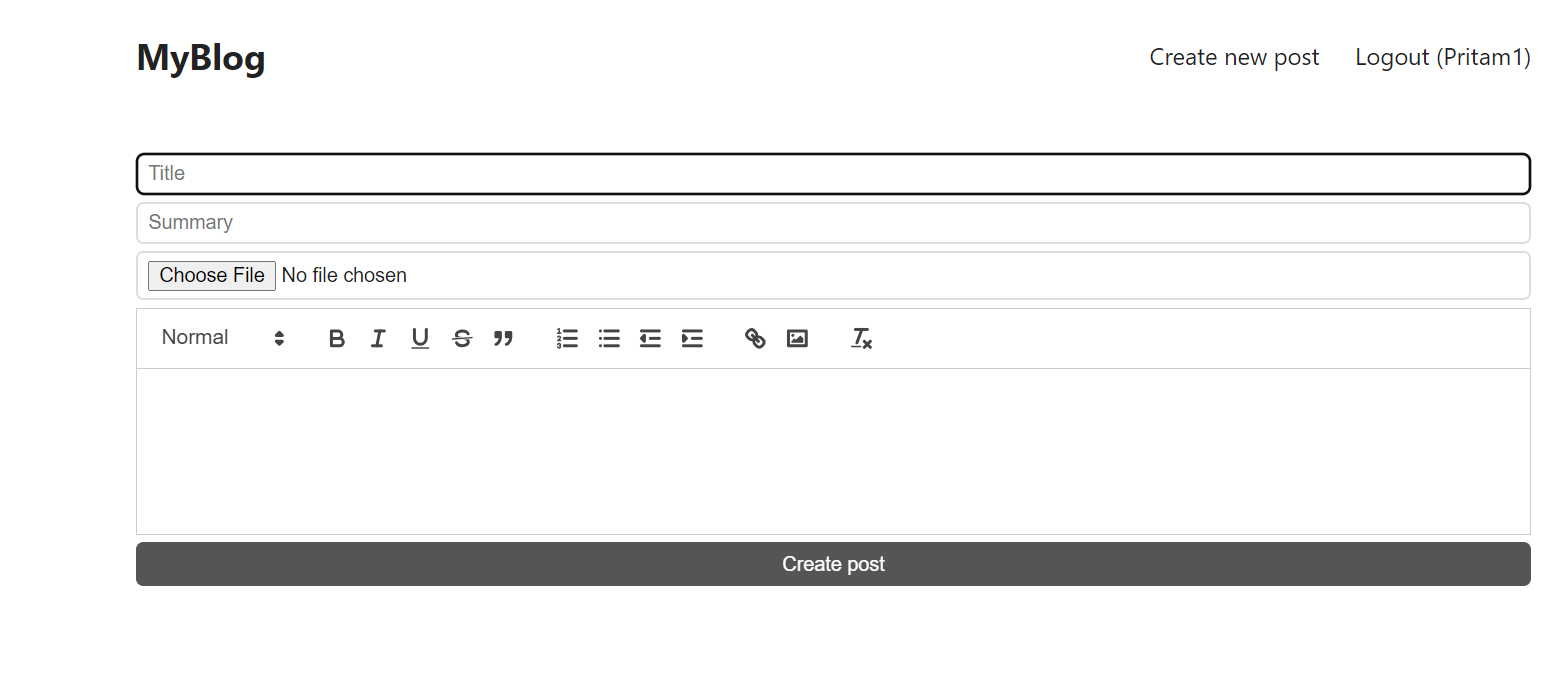 MyBlog
Create new post Logout (Pritam1)
Title
Summary
Choose File No file chosen
Normal
Create post